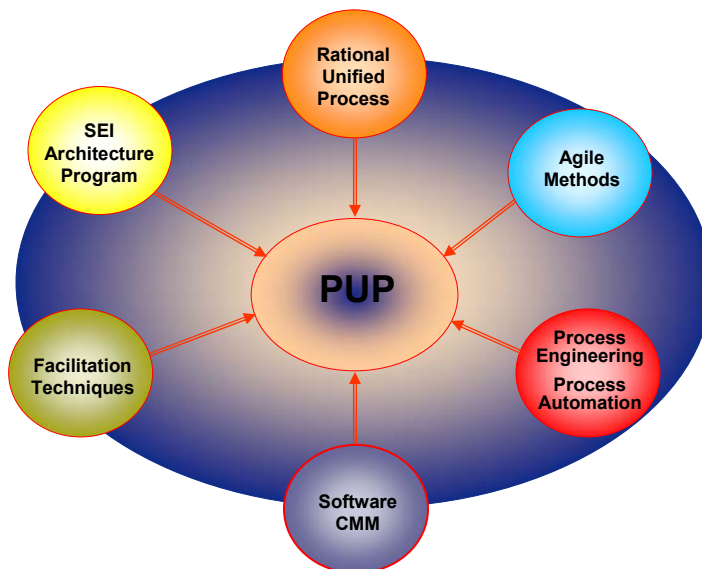 Rational
Unified
Process
SEI
Architecture
Program
Agile
Methods
PUP
Facilitation
Techniques
Process
Engineering
Process
Automation
Software
CMM